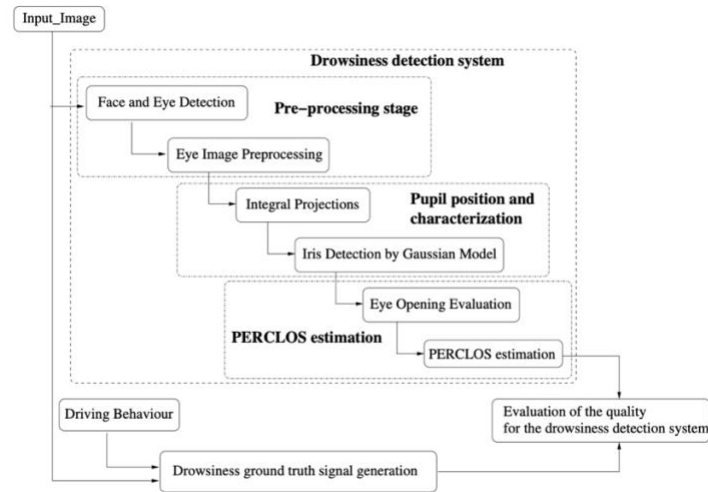 Input_Image
Drowsiness detection system
Face and Eye Detection
Pre-processing stage
Eye Image Preprocessing
Integral Projections
Pupil position and
characterization
Iris Detection by Gaussian Model
Eye Opening Evaluation
PERCLOS estimation
PERCLOS estimation
Driving Behaviour
Evaluation of the quality
for the drowsiness detection system
Drowsiness ground truth signal generation